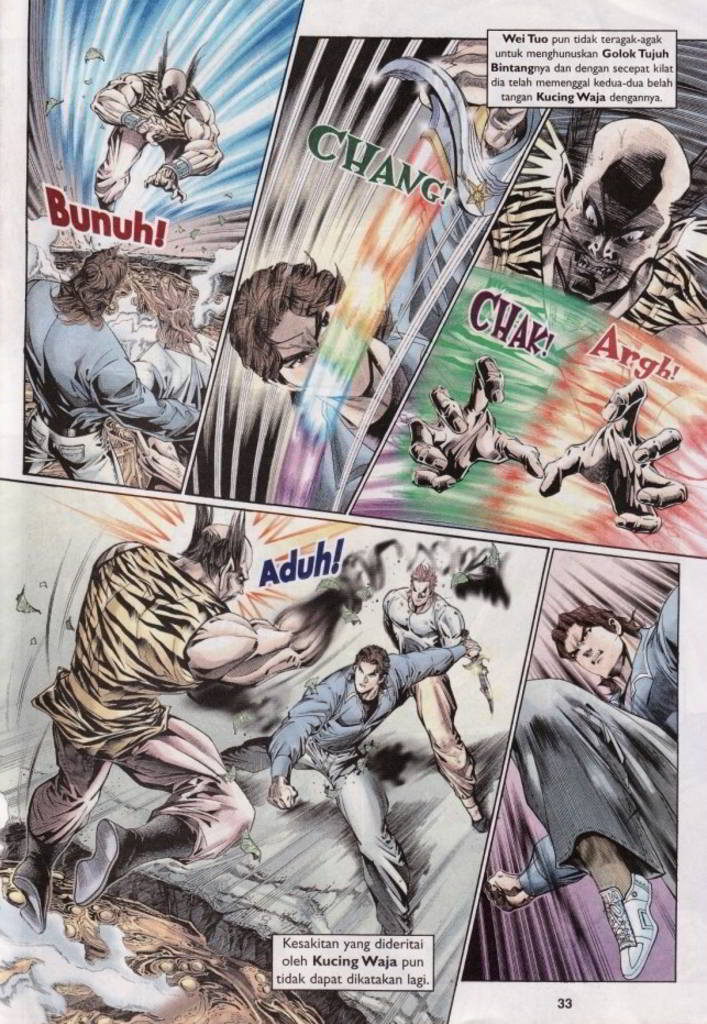 Bunuh!
CHANG!
Wei Tuo pun tidak teragak-agak
untuk menghunuskan Golok Tujuh
Bintangnya dan dengan secepat kilat
dia telah memenggal kedua-dua belah
tangan Kucing Waja dengannya.
CHAK!
Argh!
Aduh!
Kesakitan yang dideritai
oleh Kucing Waja pun
tidak dapat dikatakan lagi.
33